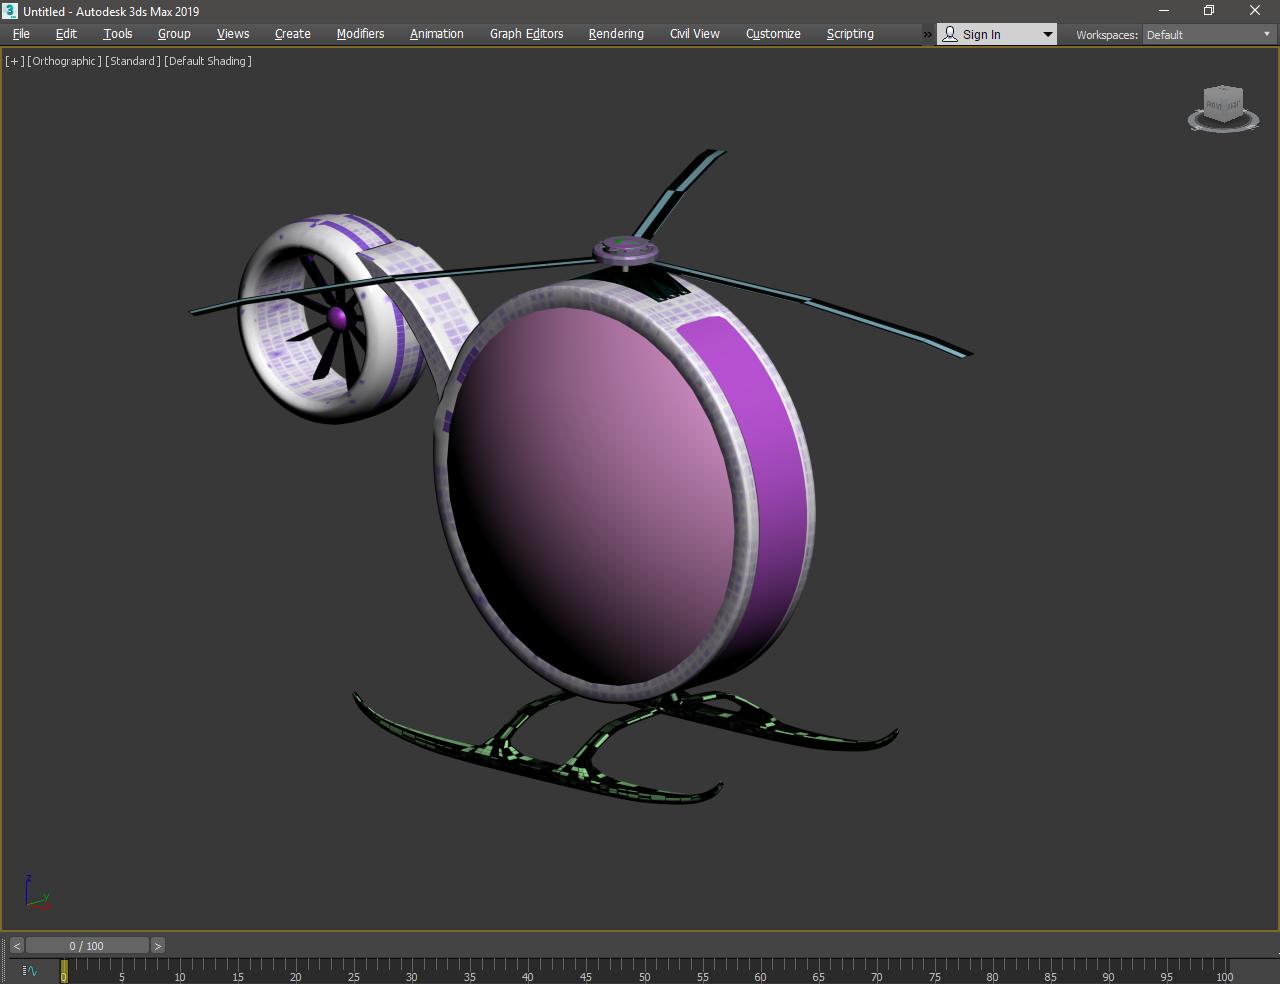 Untitled - Autodesk 3ds Max 2019
File Edit Tools Group Views Create Modifiers Animation Graph Editors Rendering Civil View Customize Scripting » Sign In Workspaces: Default
[+] [Orthographic] [Standard] [Default Shading]
z
y
< 0 / 100 >
0 5 10 15 20 25 30 35 40 45 50 55 60 65 70 75 80 85 90 95 100